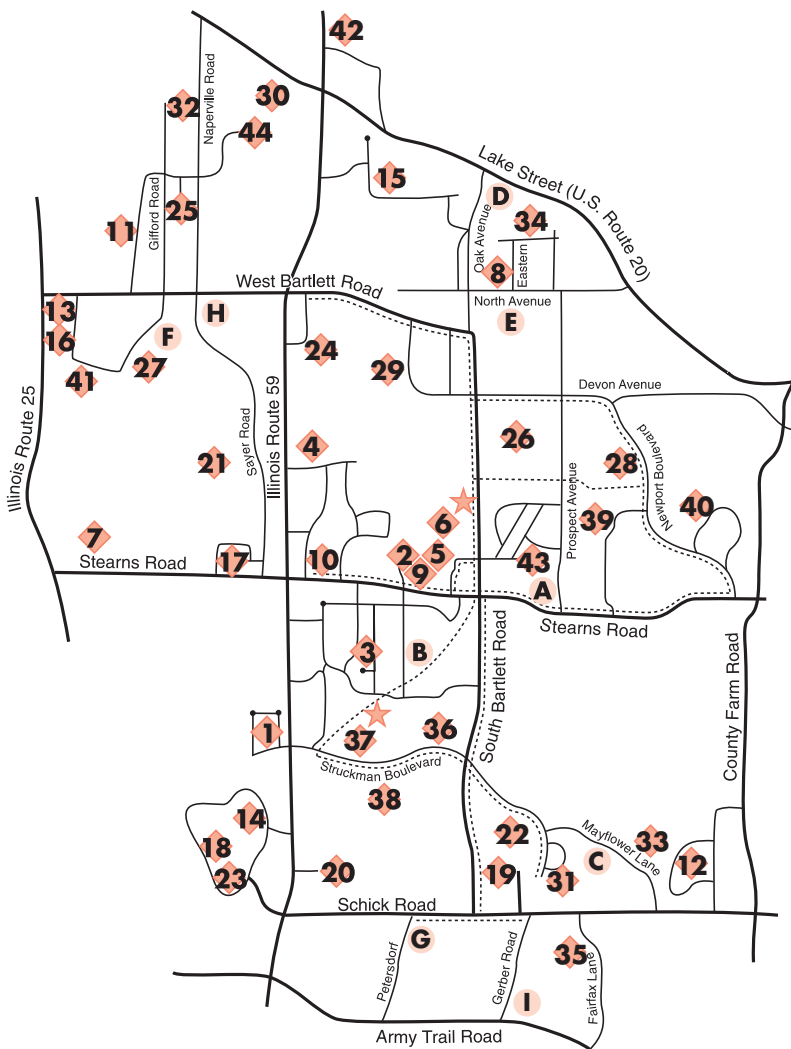 42
Naperville Road
32
30
44
15
Lake Street (U.S. Route 20)
D
34
Gifford Road
25
11
Oak Avenue
Eastern
8
West Bartlett Road
North Avenue
13
H
E
F
16
24
27
29
41
Devon Avenue
Illinois Route 25
Illinois Route 59
Sayer Road
4
26
21
28
Newport Boulevard
Prospect Avenue
40
6
39
7
2
5
Stearns Road
17
10
9
43
A
Stearns Road
3
B
South Bartlett Road
County Farm Road
1
37
36
Struckman Boulevard
38
14
22
Mayflower Lane
33
18
C
12
23
20
19
31
Schick Road
G
Petersdorf
Gerber Road
35
Fairfax Lane
I
Army Trail Road